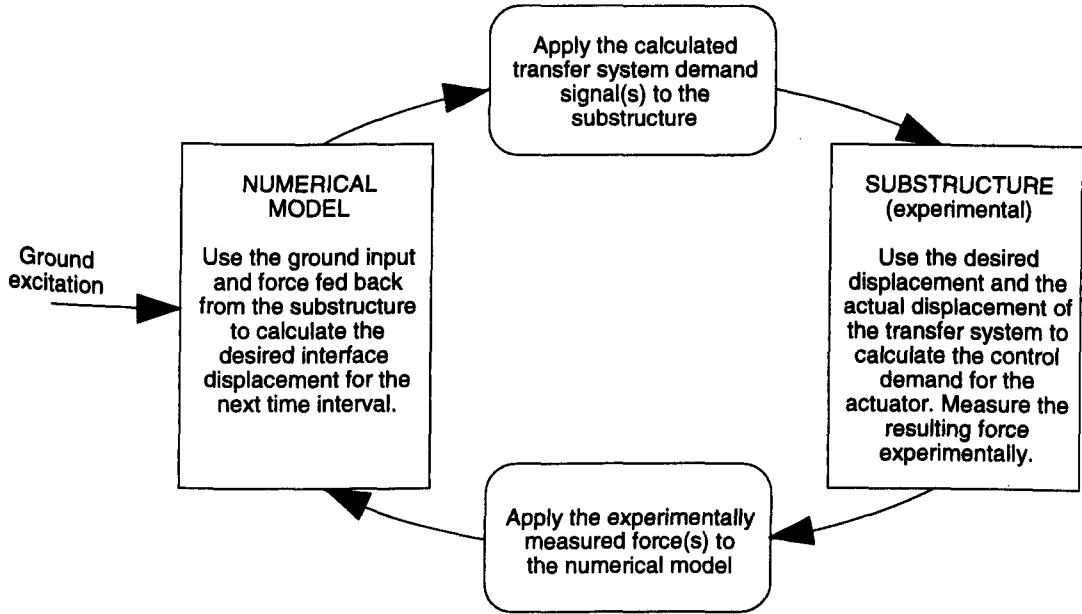 Apply the calculated
transfer system demand
signal(s) to the
substructure
Ground
excitation
NUMERICAL
MODEL
Use the ground input
and force fed back
from the substructure
to calculate the
desired interface
displacement for the
next time interval.
SUBSTRUCTURE
(experimental)
Use the desired
displacement and the
actual displacement of
the transfer system to
calculate the control
demand for the
actuator. Measure the
resulting force
experimentally.
Apply the experimentally
measured force(s) to
the numerical model